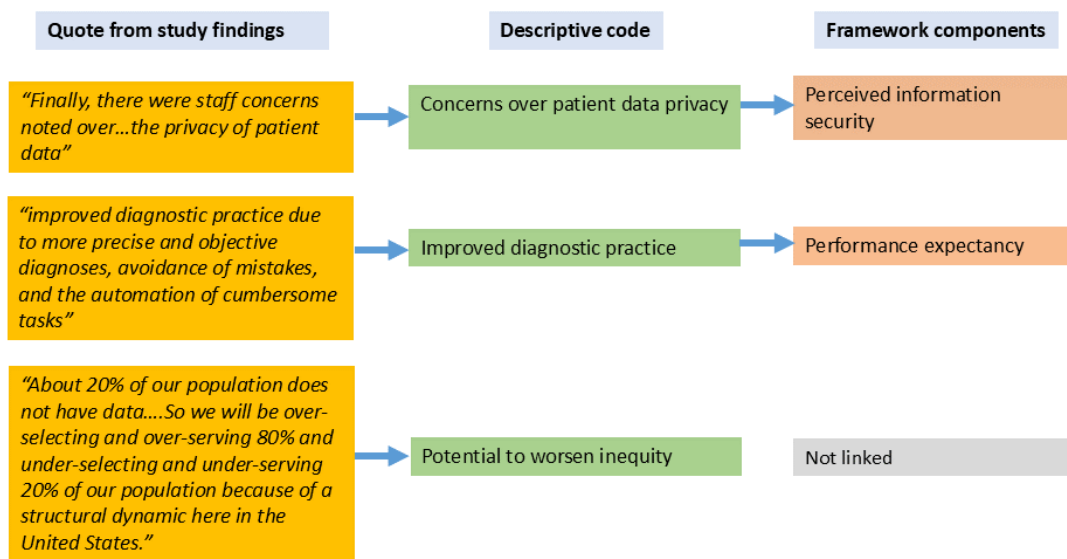 Quote from study findings
Descriptive code
Framework components
“Finally, there were staff concerns
noted over...the privacy of patient
data”
Concerns over patient data privacy
Perceived information
security
“improved diagnostic practice due
to more precise and objective
diagnoses, avoidance of mistakes,
and the automation of cumbersome
tasks”
Improved diagnostic practice
Performance expectancy
“About 20% of our population does
not have data....So we will be over-
selecting and over-serving 80% and
under-selecting and under-serving
20% of our population because of a
structural dynamic here in the
United States.”
Potential to worsen inequity
Not linked